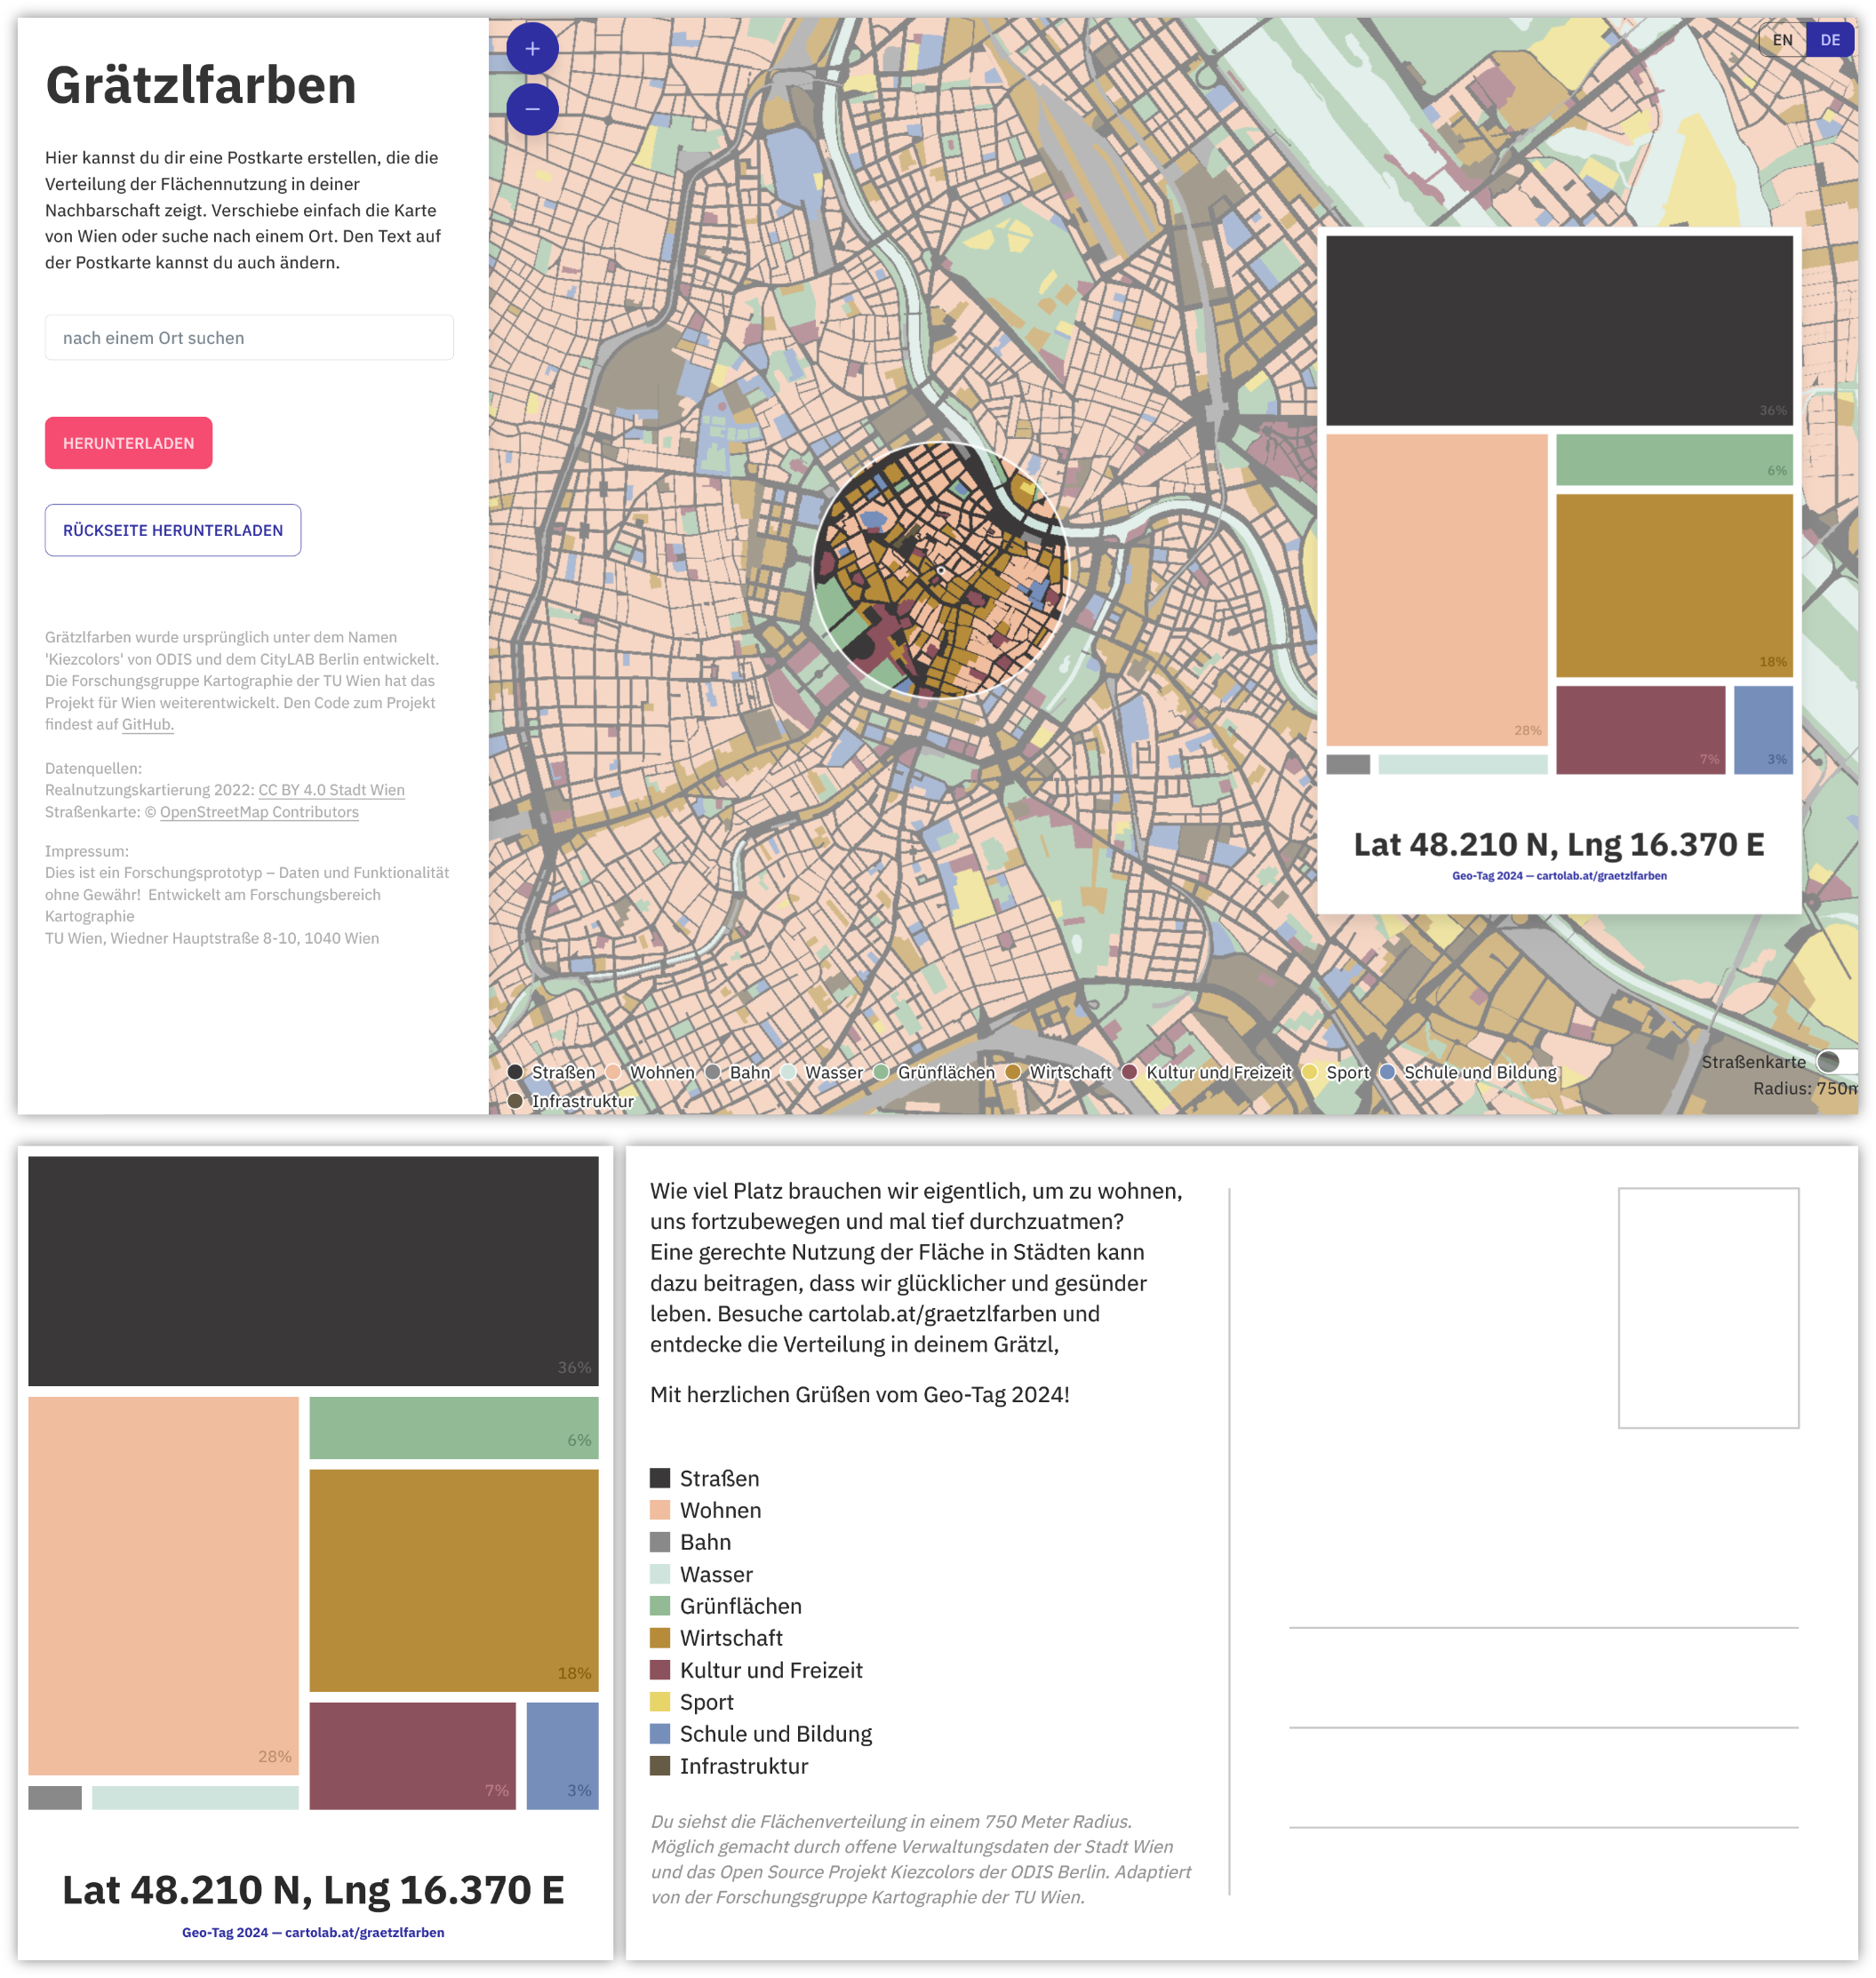 Grätzlfarben
Hier kannst du dir eine Postkarte erstellen, die die
Verteilung der Flächennutzung in deiner
Nachbarschaft zeigt. Verschiebe einfach die Karte
von Wien oder suche nach einem Ort. Den Text auf
der Postkarte kannst du auch ändern.
nach einem Ort suchen
HERUNTERLADEN
RÜCKSEITE HERUNTERLADEN
Grätzlfarben wurde ursprünglich unter dem Namen
'Kiezcolors' von ODIS und dem CityLAB Berlin entwickelt.
Die Forschungsgruppe Kartographie der TU Wien hat das
Projekt für Wien weiterentwickelt. Den Code zum Projekt
findest auf GitHub.
Datenquellen:
Realnutzungskartierung 2022: CC BY 4.0 Stadt Wien
Straßenkarte: © OpenStreetMap Contributors
Impressum:
Dies ist ein Forschungsprototyp – Daten und Funktionalität
ohne Gewähr! Entwickelt am Forschungsbereich
Kartographie
TU Wien, Wiedner Hauptstraße 8-10, 1040 Wien
+
−
EN DE
36%
6%
18%
28%
7% 3%
Lat 48.210 N, Lng 16.370 E
Geo-Tag 2024 — cartolab.at/graetzlfarben
Straßen Wohnen Bahn Wasser Grünflächen Wirtschaft Kultur und Freizeit Sport Schule und Bildung
Infrastruktur
Straßenkarte
Radius: 750m
36%
6%
18%
28%
7% 3%
Lat 48.210 N, Lng 16.370 E
Geo-Tag 2024 — cartolab.at/graetzlfarben
Wie viel Platz brauchen wir eigentlich, um zu wohnen,
uns fortzubewegen und mal tief durchzuatmen?
Eine gerechte Nutzung der Fläche in Städten kann
dazu beitragen, dass wir glücklicher und gesünder
leben. Besuche cartolab.at/graetzlfarben und
entdecke die Verteilung in deinem Grätzl,
Mit herzlichen Grüßen vom Geo-Tag 2024!
Straßen
Wohnen
Bahn
Wasser
Grünflächen
Wirtschaft
Kultur und Freizeit
Sport
Schule und Bildung
Infrastruktur
Du siehst die Flächenverteilung in einem 750 Meter Radius.
Möglich gemacht durch offene Verwaltungsdaten der Stadt Wien
und das Open Source Projekt Kiezcolors der ODIS Berlin. Adaptiert
von der Forschungsgruppe Kartographie der TU Wien.